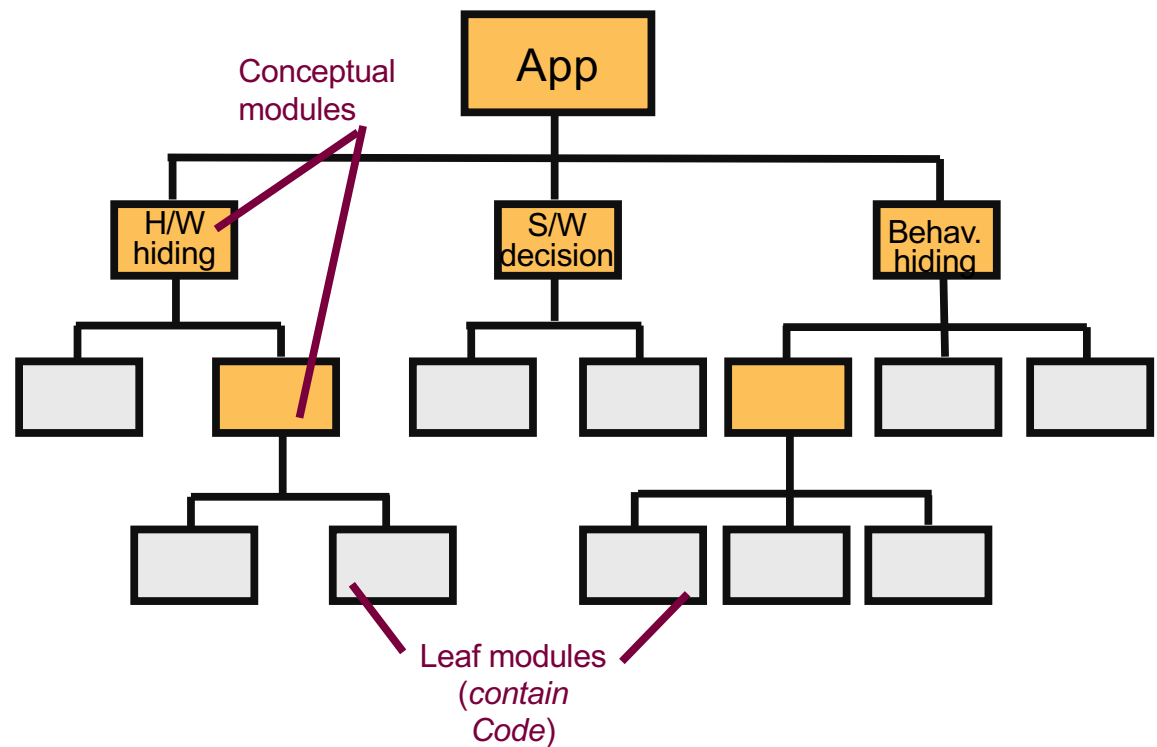 App
Conceptual
modules
H/W
hiding
S/W
decision
Behav.
hiding
Leaf modules
(contain
Code)